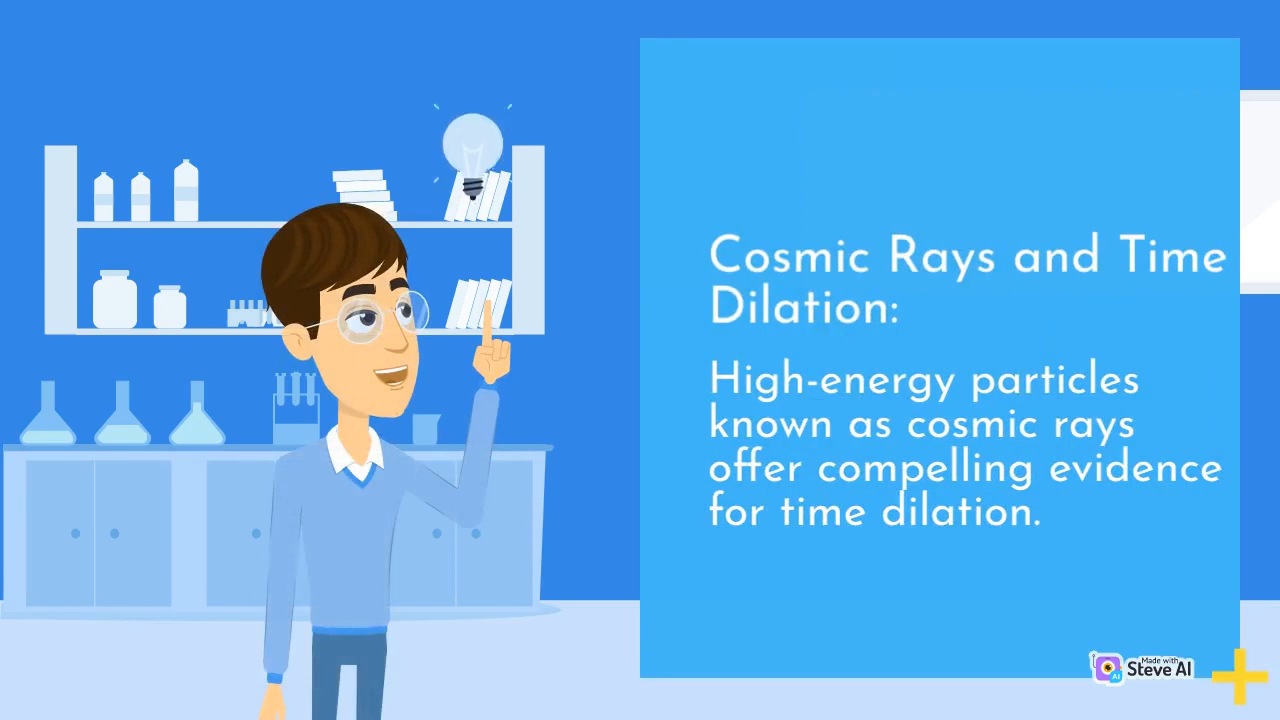 Cosmic Rays and Time
Dilation:
High-energy particles
known as cosmic rays
offer compelling evidence
for time dilation.
Made with
Steve AI
AI